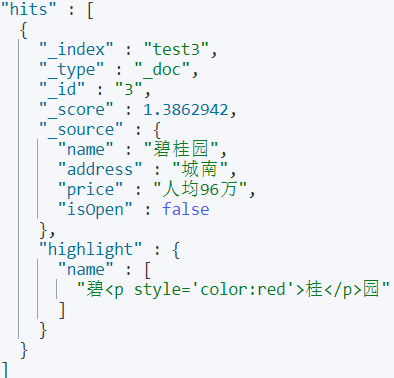 "hits" : [
{
"_index" : "test3",
"_type" : "_doc",
"_id" : "3",
"_score" : 1.3862942,
"_source" : {
"name" : "碧桂园",
"address" : "城南",
"price" : "人均96万",
"isOpen" : false
},
"highlight" : {
"name" : [
"碧<p style='color:red'>桂</p>园"
]
}
}
]